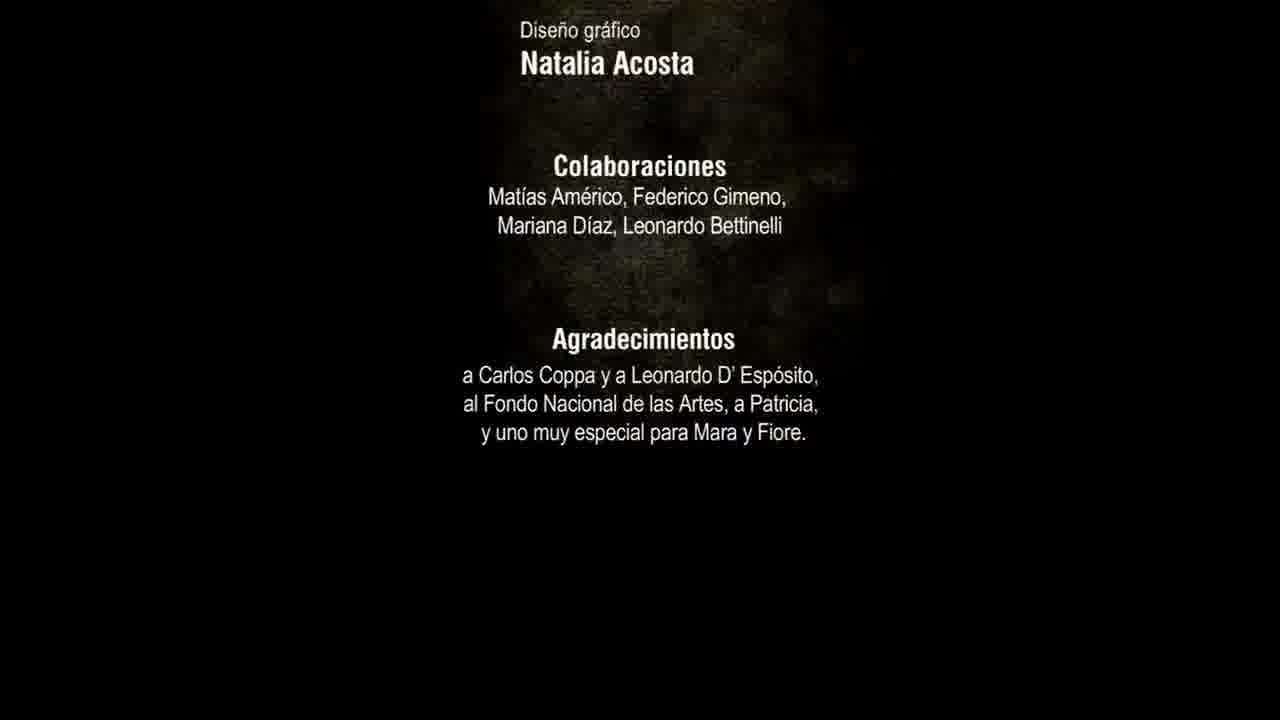 Diseño gráfico
Natalia Acosta
Colaboraciones
Matías Américo, Federico Gimeno,
Mariana Díaz, Leonardo Bettinelli
Agradecimientos
a Carlos Coppa y a Leonardo D' Espósito,
al Fondo Nacional de las Artes, a Patricia,
y uno muy especial para Mara y Fiore.